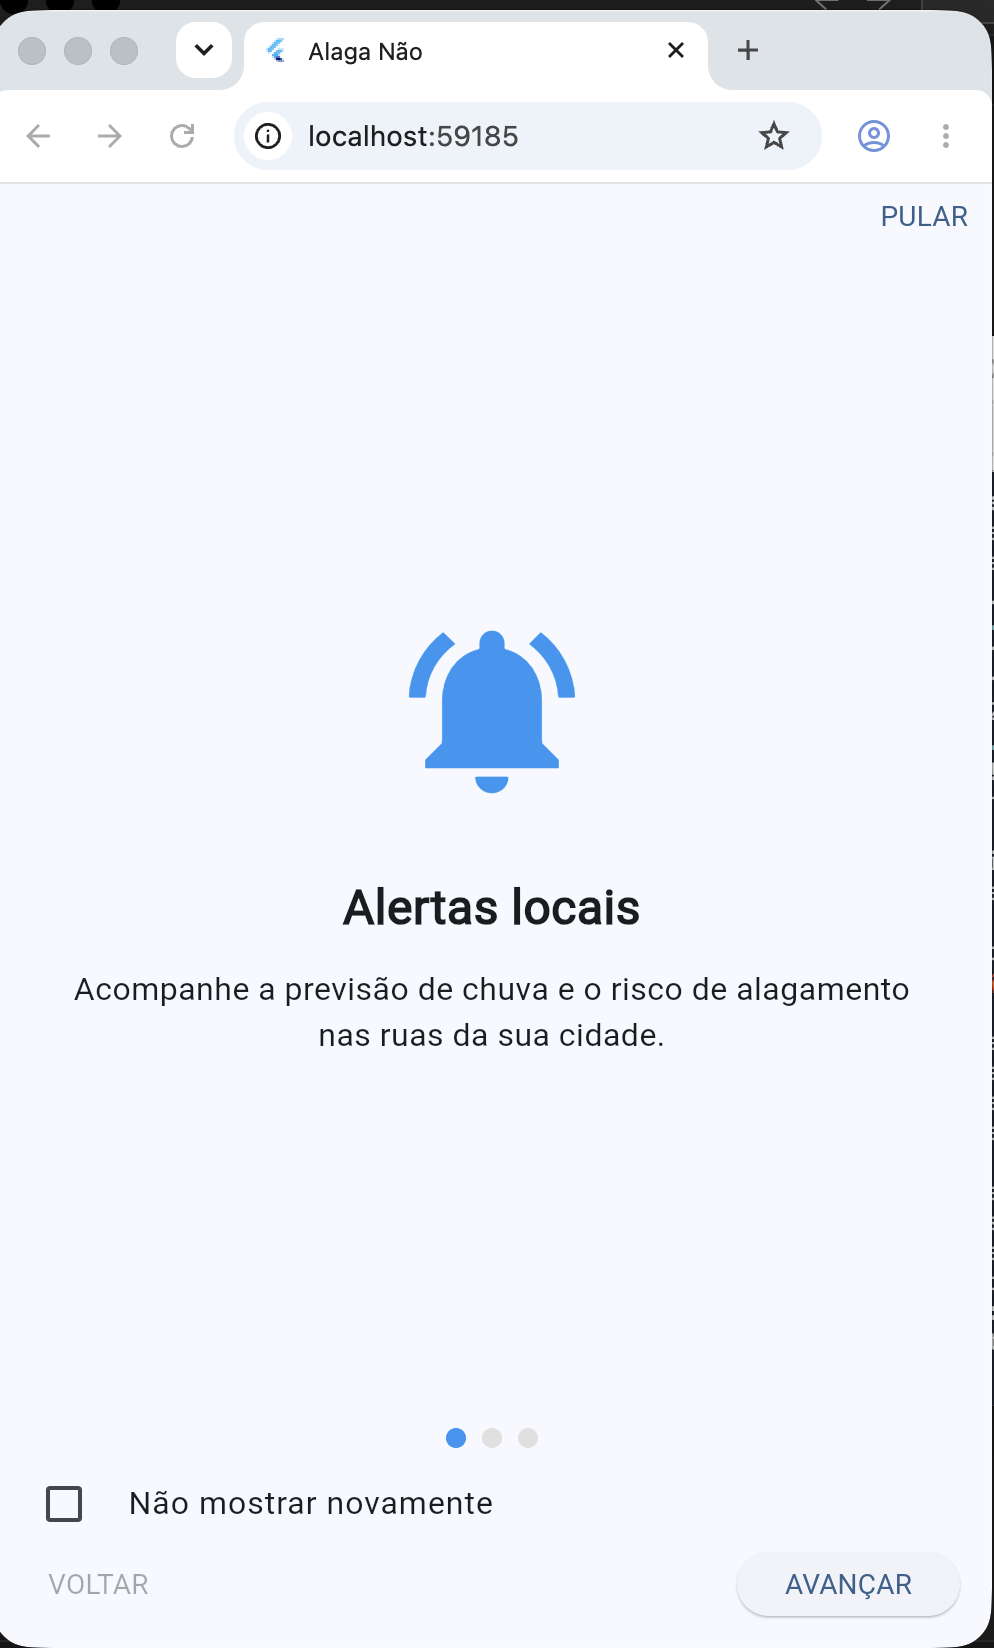 Alaga Não
localhost:59185
PULAR
Alertas locais
Acompanhe a previsão de chuva e o risco de alagamento
nas ruas da sua cidade.
Não mostrar novamente
VOLTAR
AVANÇAR